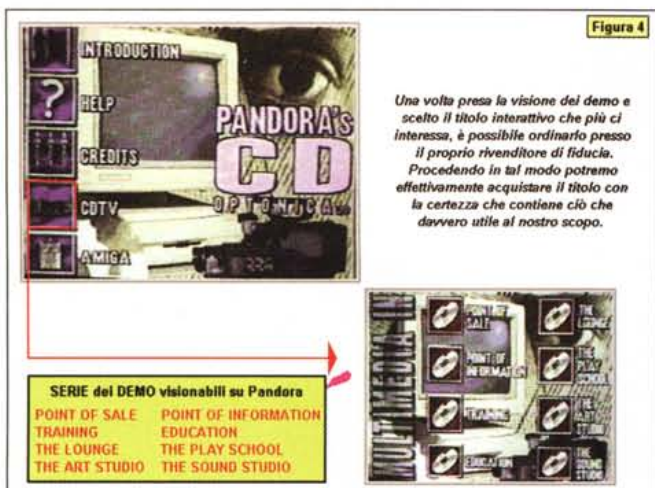 Figura 4
INTRODUCTION
HELP
CREDITS
CDTV
AMIGA
PANDORA's
CD
OPTONICA
Una volta presa la visione dei demo e
scelto il titolo interattivo che più ci
interessa, è possibile ordinarlo presso
il proprio rivenditore di fiducia.
Procedendo in tal modo potremo
effettivamente acquistare il titolo con
la certezza che contiene ciò che
davvero utile al nostro scopo.
SERIE dei DEMO visionabili su Pandora
POINT OF SALE POINT OF INFORMATION
TRAINING EDUCATION
THE LOUNGE THE PLAY SCHOOL
THE ART STUDIO THE SOUND STUDIO
MULTIMEDIA IN
POINT OF
SALE
POINT OF
INFORMATION
TRAINING
EDUCATION
THE
LOUNGE
THE
PLAY
SCHOOL
THE
ART
STUDIO
THE
SOUND
STUDIO